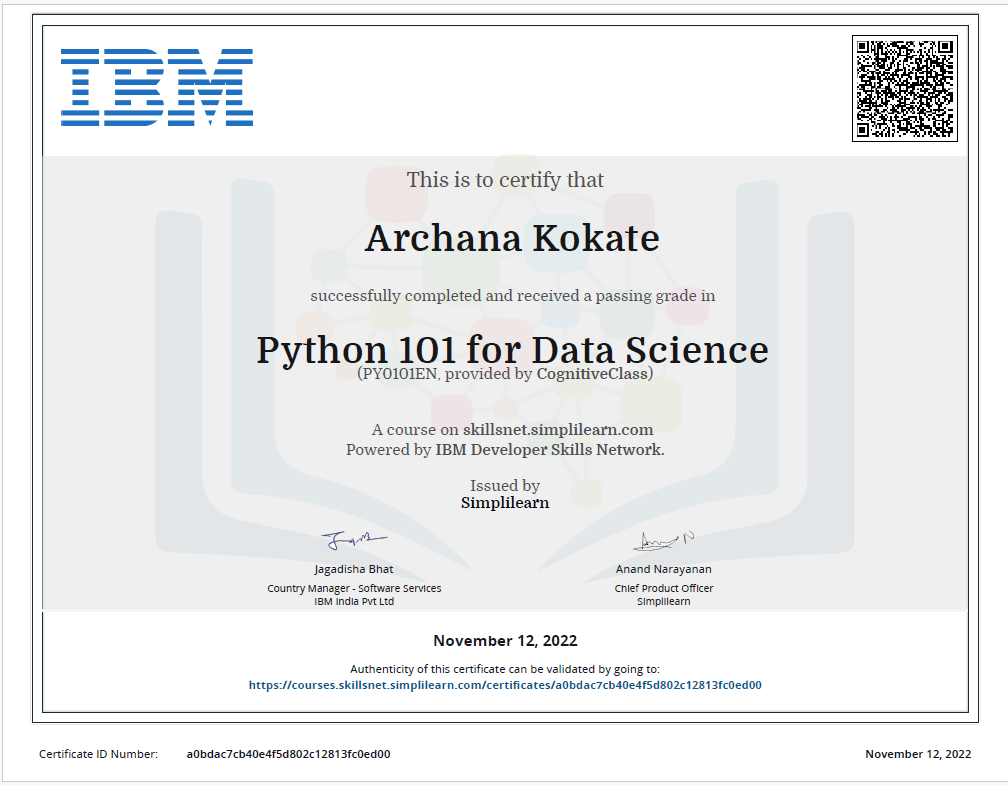 IBM
This is to certify that
Archana Kokate
successfully completed and received a passing grade in
Python 101 for Data Science
(PY0101EN, provided by CognitiveClass)
A course on skillsnet.simplilearn.com
Powered by IBM Developer Skills Network.
Issued by
Simplilearn
Jagadisha Bhat
Country Manager - Software Services
IBM India Pvt Ltd
Anand Narayanan
Chief Product Officer
Simplilearn
November 12, 2022
Authenticity of this certificate can be validated by going to:
https://courses.skillsnet.simplilearn.com/certificates/a0bdac7cb40e4f5d802c12813fc0ed00
Certificate ID Number: a0bdac7cb40e4f5d802c12813fc0ed00
November 12, 2022